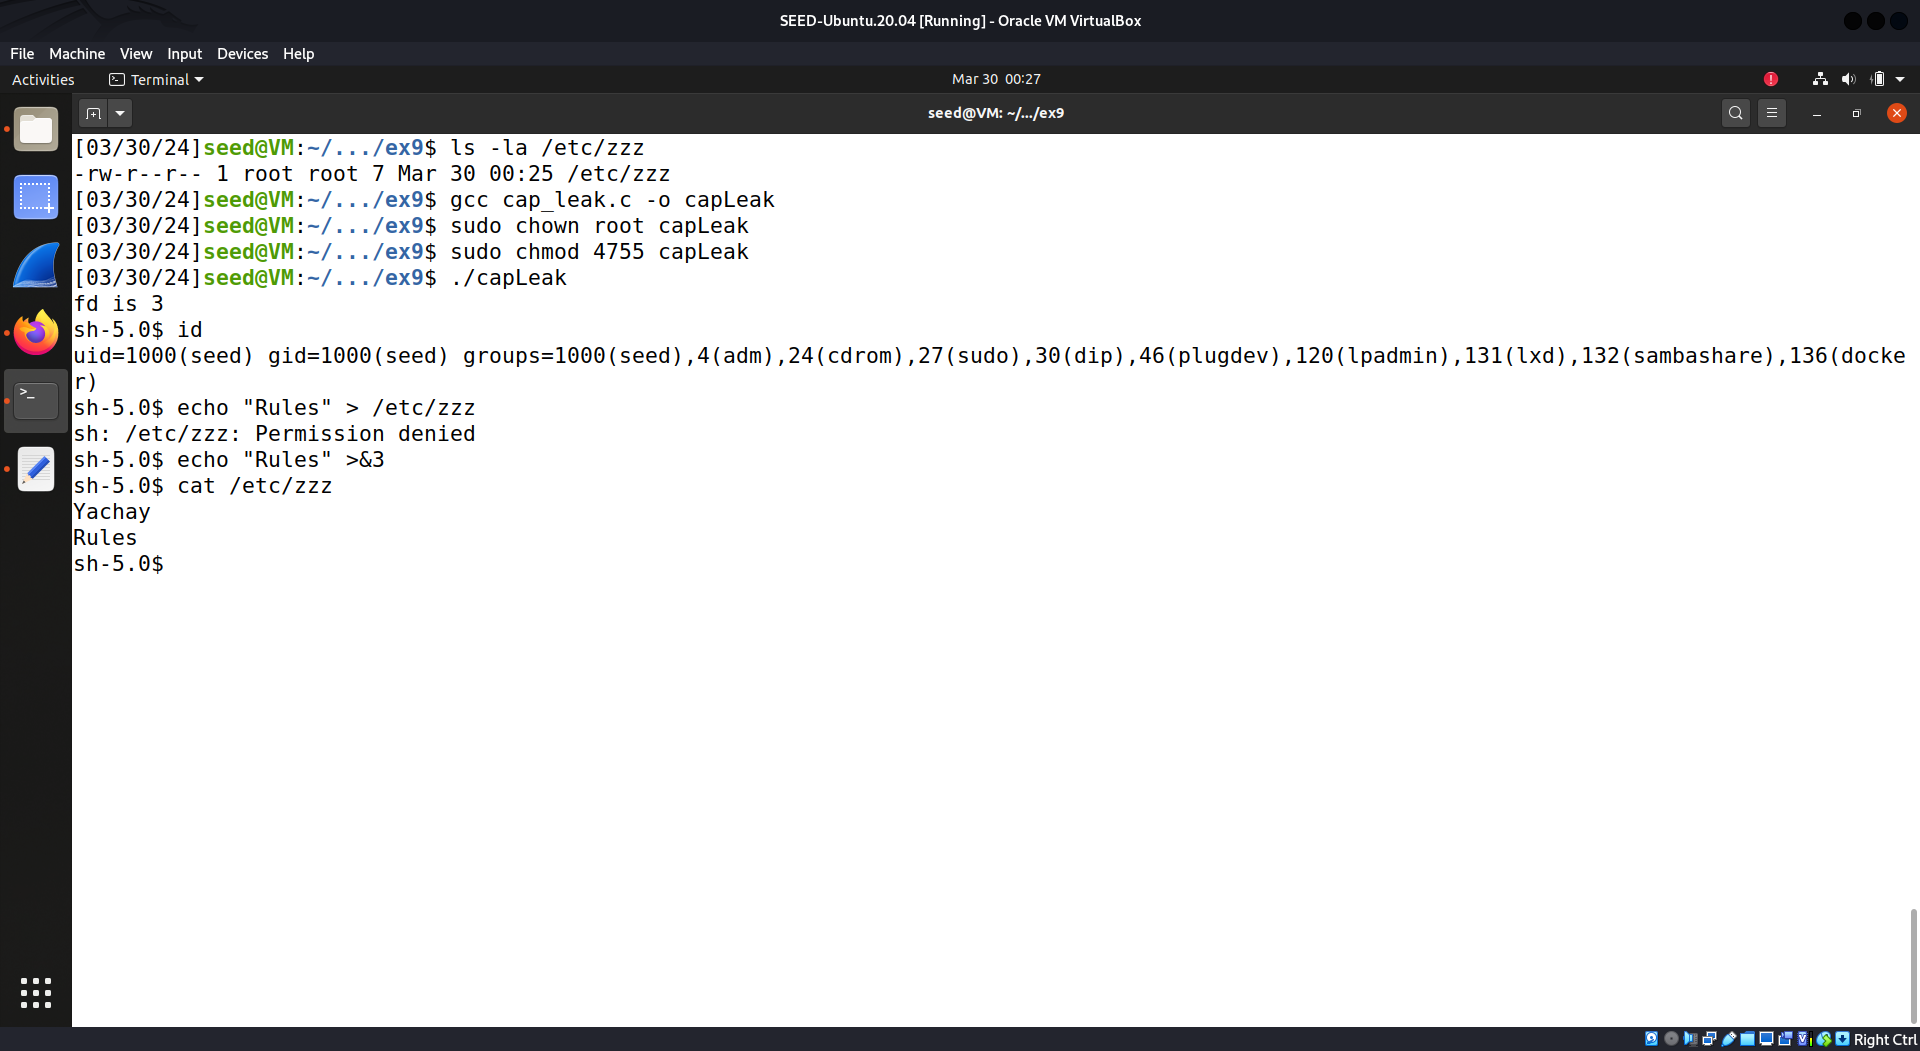 SEED-Ubuntu.20.04 [Running] - Oracle VM VirtualBox
File Machine View Input Devices Help
Activities Terminal Mar 30 00:27
seed@VM: ~/.../ex9
[03/30/24]seed@VM:~/.../ex9$ ls -la /etc/zzz
-rw-r--r-- 1 root root 7 Mar 30 00:25 /etc/zzz
[03/30/24]seed@VM:~/.../ex9$ gcc cap_leak.c -o capLeak
[03/30/24]seed@VM:~/.../ex9$ sudo chown root capLeak
[03/30/24]seed@VM:~/.../ex9$ sudo chmod 4755 capLeak
[03/30/24]seed@VM:~/.../ex9$ ./capLeak
fd is 3
sh-5.0$ id
uid=1000(seed) gid=1000(seed) groups=1000(seed),4(adm),24(cdrom),27(sudo),30(dip),46(plugdev),120(lpadmin),131(lxd),132(sambashare),136(docke
r)
sh-5.0$ echo "Rules" > /etc/zzz
sh: /etc/zzz: Permission denied
sh-5.0$ echo "Rules" >&3
sh-5.0$ cat /etc/zzz
Yachay
Rules
sh-5.0$
Right Ctrl